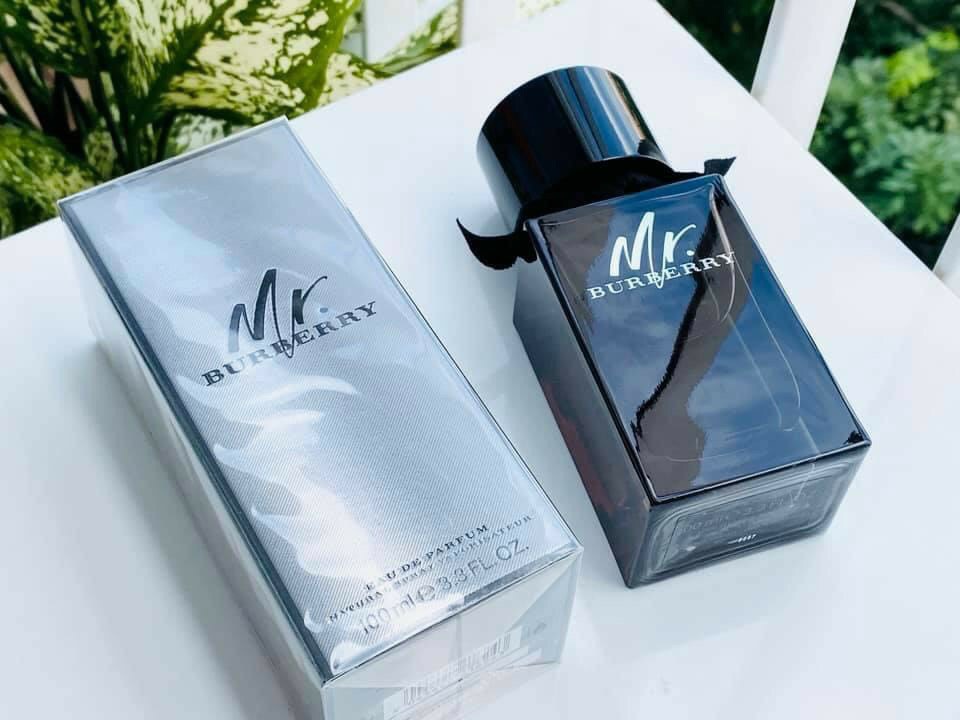 Mr.
BURBERRY
EAU DE PARFUM
NATURAL SPRAY VAPORISATEUR
100 ml e 3.3 FL. OZ.
Mr.
BURBERRY